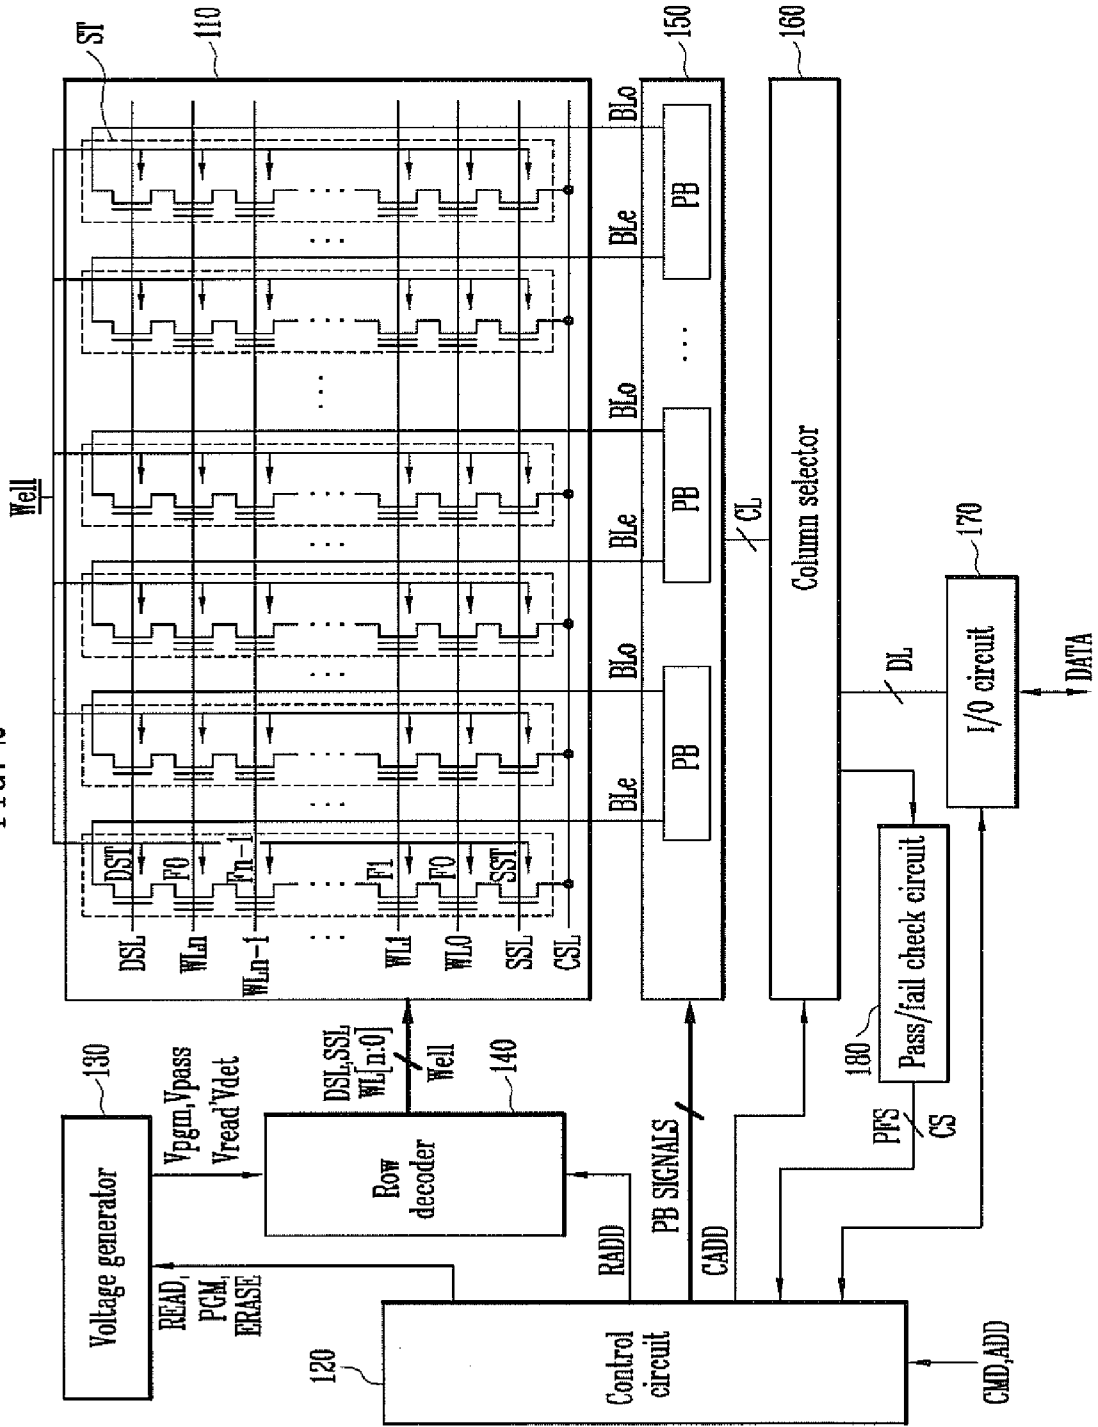 Well
ST
110
DSL
WLn
WLn-1
WL1
WL0
SSL
CSL
DST
F0
Fn-1
F1
F0
SST
130
Voltage generator
Vpgm,Vpass
Vread'Vdet
READ,
PGM,
ERASE
140
Row
decoder
DSL,SSL
WL[n:0]
Well
RADD
PB SIGNALS
CADD
120
Control
circuit
CMD,ADD
BLe
BLo
BLe
BLo
BLe
BLo
150
PB
PB
PB
CL
160
Column selector
DL
170
I/O circuit
DATA
180
Pass/fail check circuit
PFS
CS